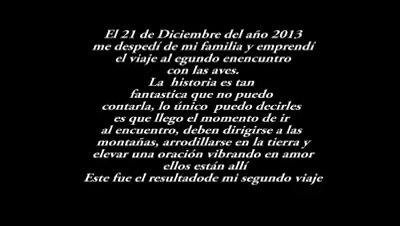 El 21 de Diciembre del año 2013
me despedí de mi familia y emprendí
el viaje al egundo enencuntro
con las aves.
La historia es tan
fantastica que no puedo
contarla, lo único puedo decirles
es que llego el momento de ir
al encuentro, deben dirigirse a las
montañas, arrodillarse en la tierra y
elevar una oración vibrando en amor
ellos están allí
Este fue el resultadode mi segundo viaje